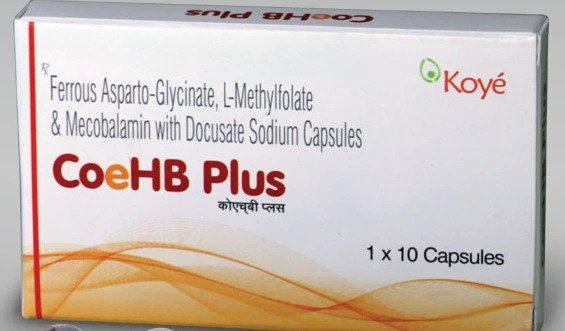 CoeHB Plus
Koyé
Rx
Ferrous Asparto-Glycinate, L-Methylfolate
& Mecobalamin with Docusate Sodium Capsules
CoeHB Plus
कोएच्बी प्लस
1 x 10 Capsules